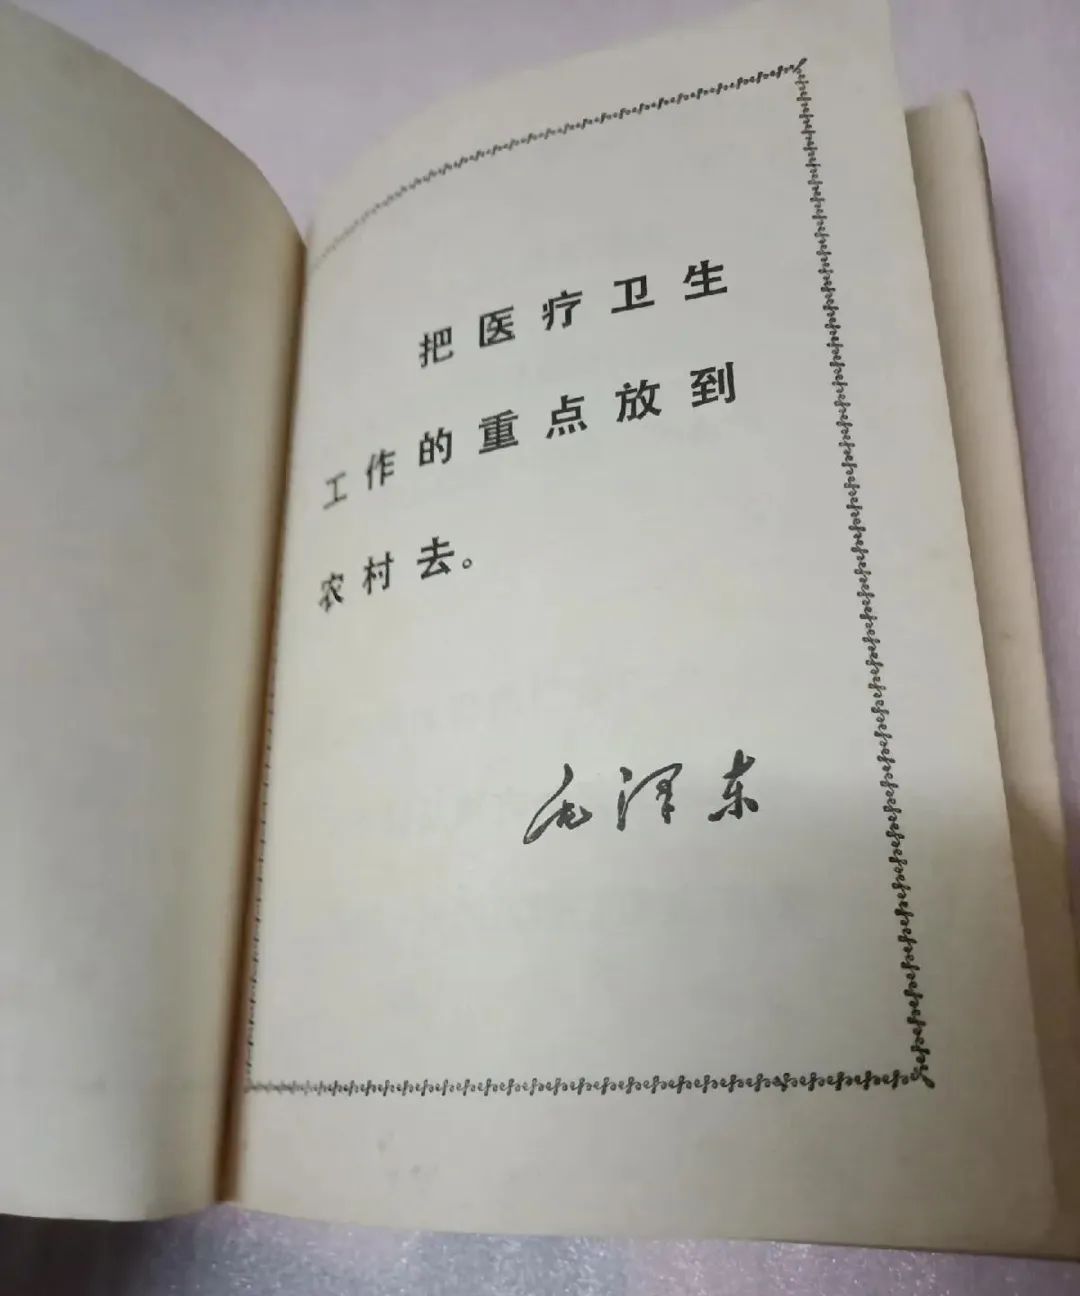 把医疗卫生
工作的重点放到
农村去。
毛泽东